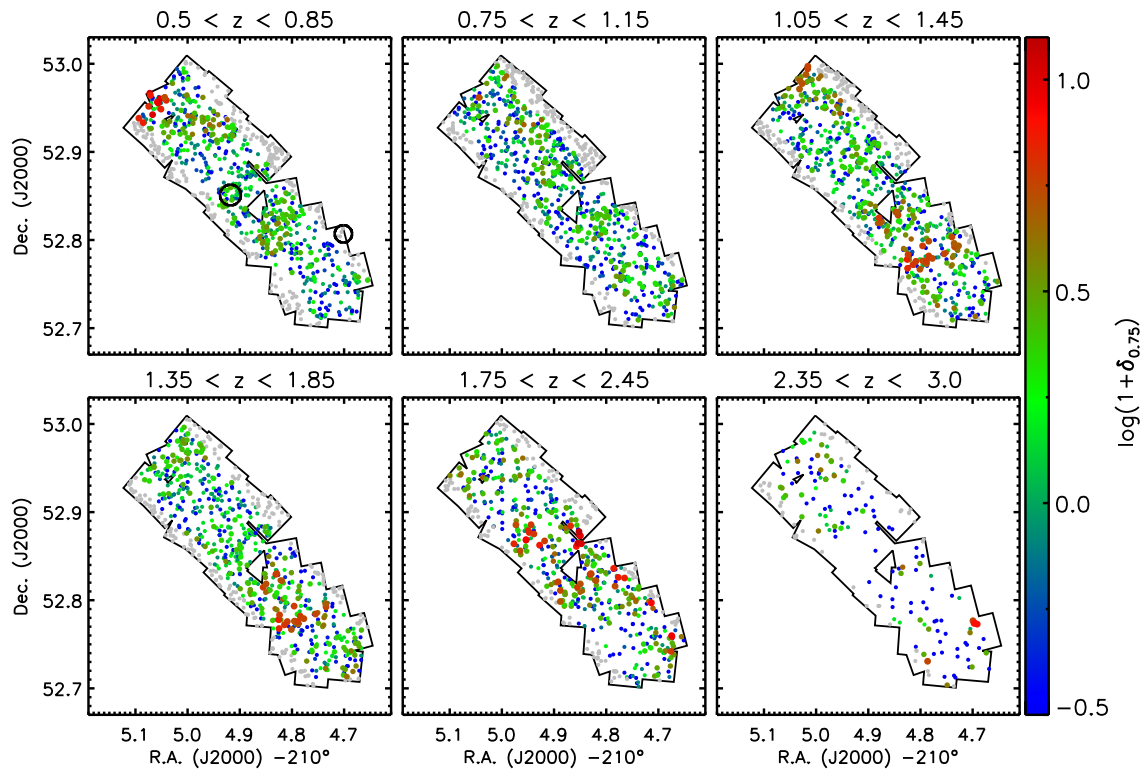 0.5 < z < 0.85
0.75 < z < 1.15
1.05 < z < 1.45
53.0
52.9
52.8
52.7
Dec. (J2000)
1.35 < z < 1.85
1.75 < z < 2.45
2.35 < z < 3.0
53.0
52.9
52.8
52.7
Dec. (J2000)
5.1 5.0 4.9 4.8 4.7
5.1 5.0 4.9 4.8 4.7
5.1 5.0 4.9 4.8 4.7
R.A. (J2000) −210°
R.A. (J2000) −210°
R.A. (J2000) −210°
1.0
0.5
0.0
−0.5
log(1+δ0.75)